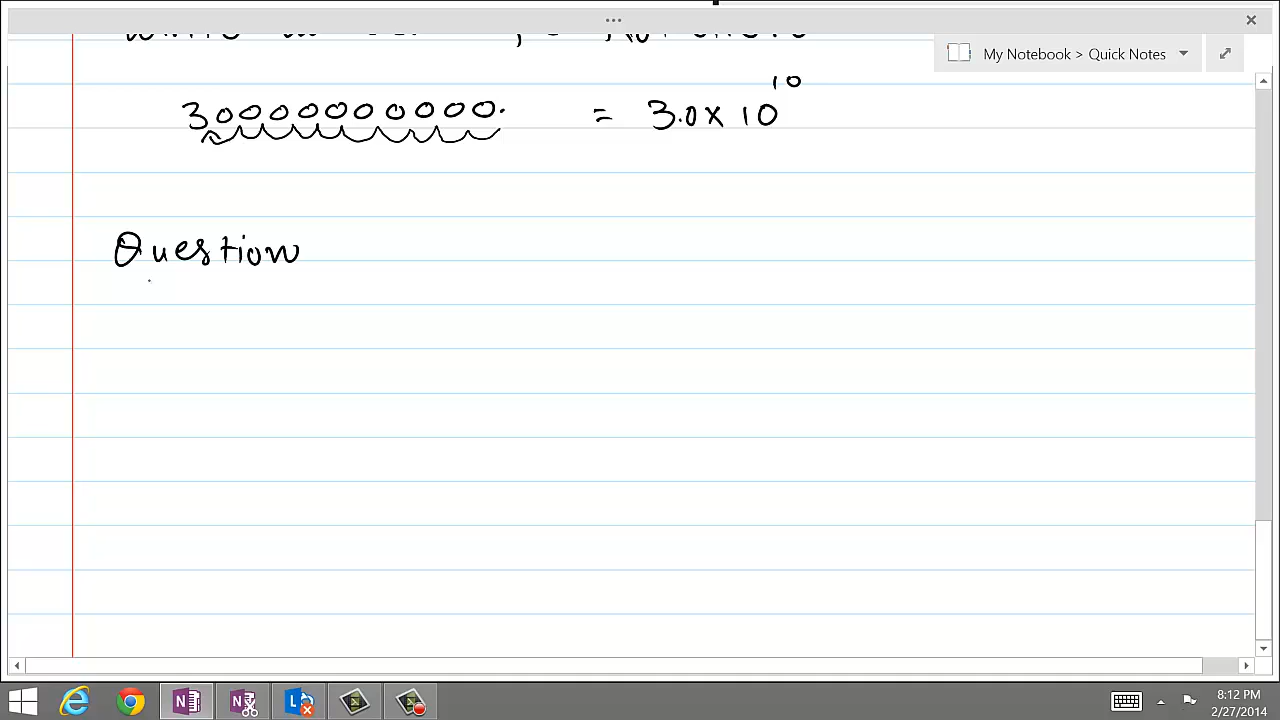 My Notebook > Quick Notes
30000000000. = 3.0 x 10^10
Question
8:12 PM
2/27/2014